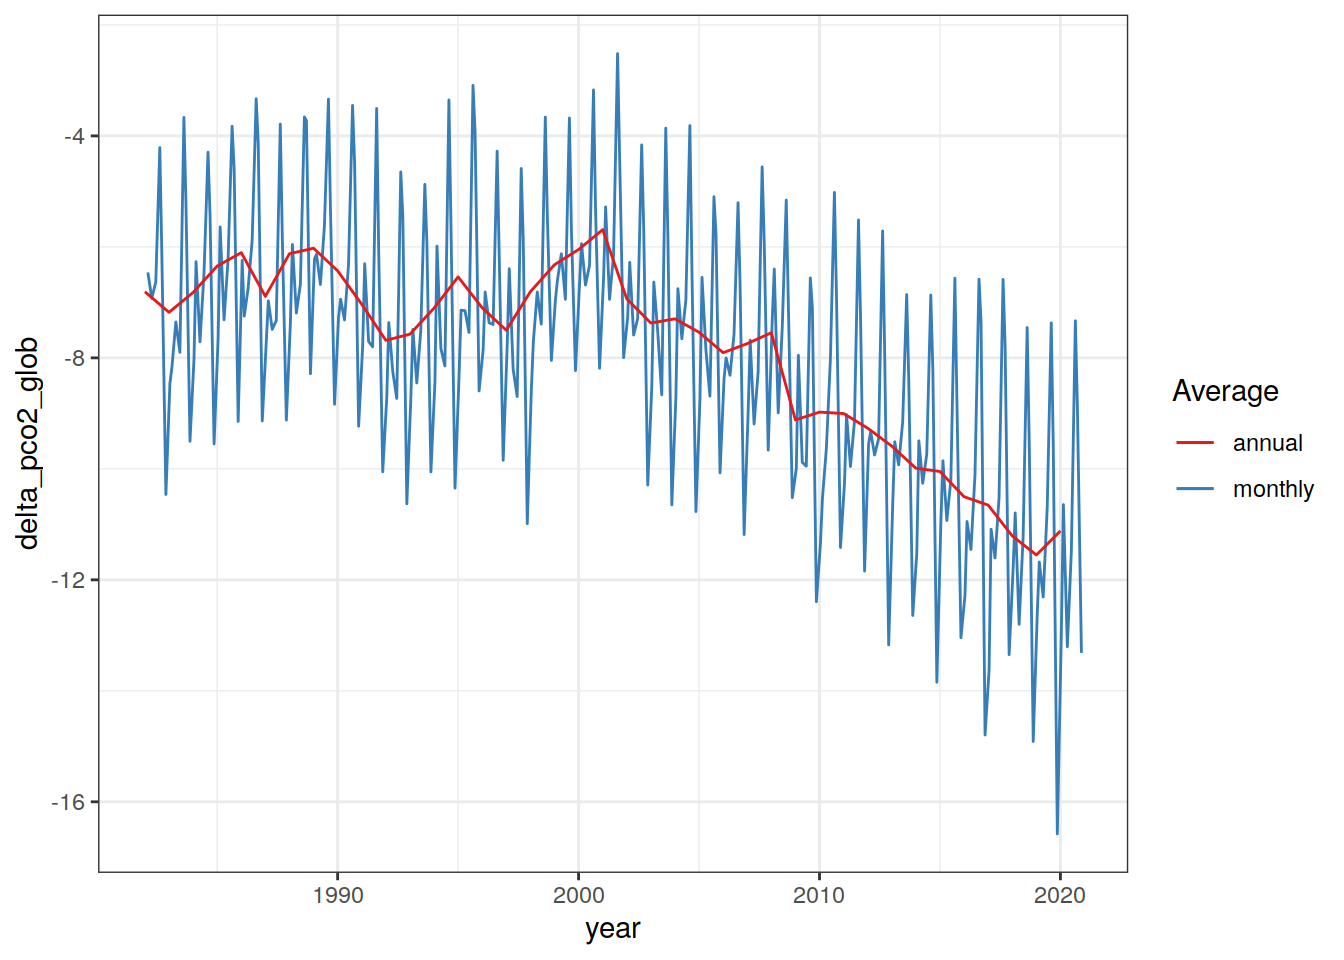 -4
-8
-12
-16
delta_pco2_glob
1990 2000 2010 2020
year
Average
annual
monthly